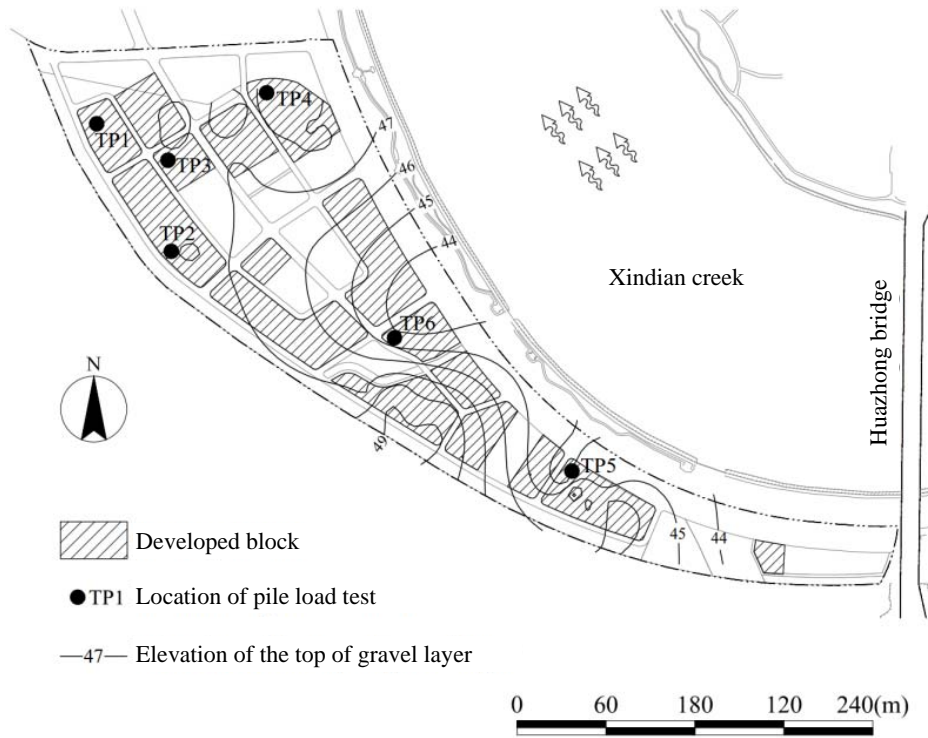 TP4
TP1
47
TP3
46
45
TP2
44
Xindian creek
Huazhong bridge
TP6
N
49
TP5
45
44
Developed block
TP1 Location of pile load test
47 Elevation of the top of gravel layer
0 60 180 120 240(m)